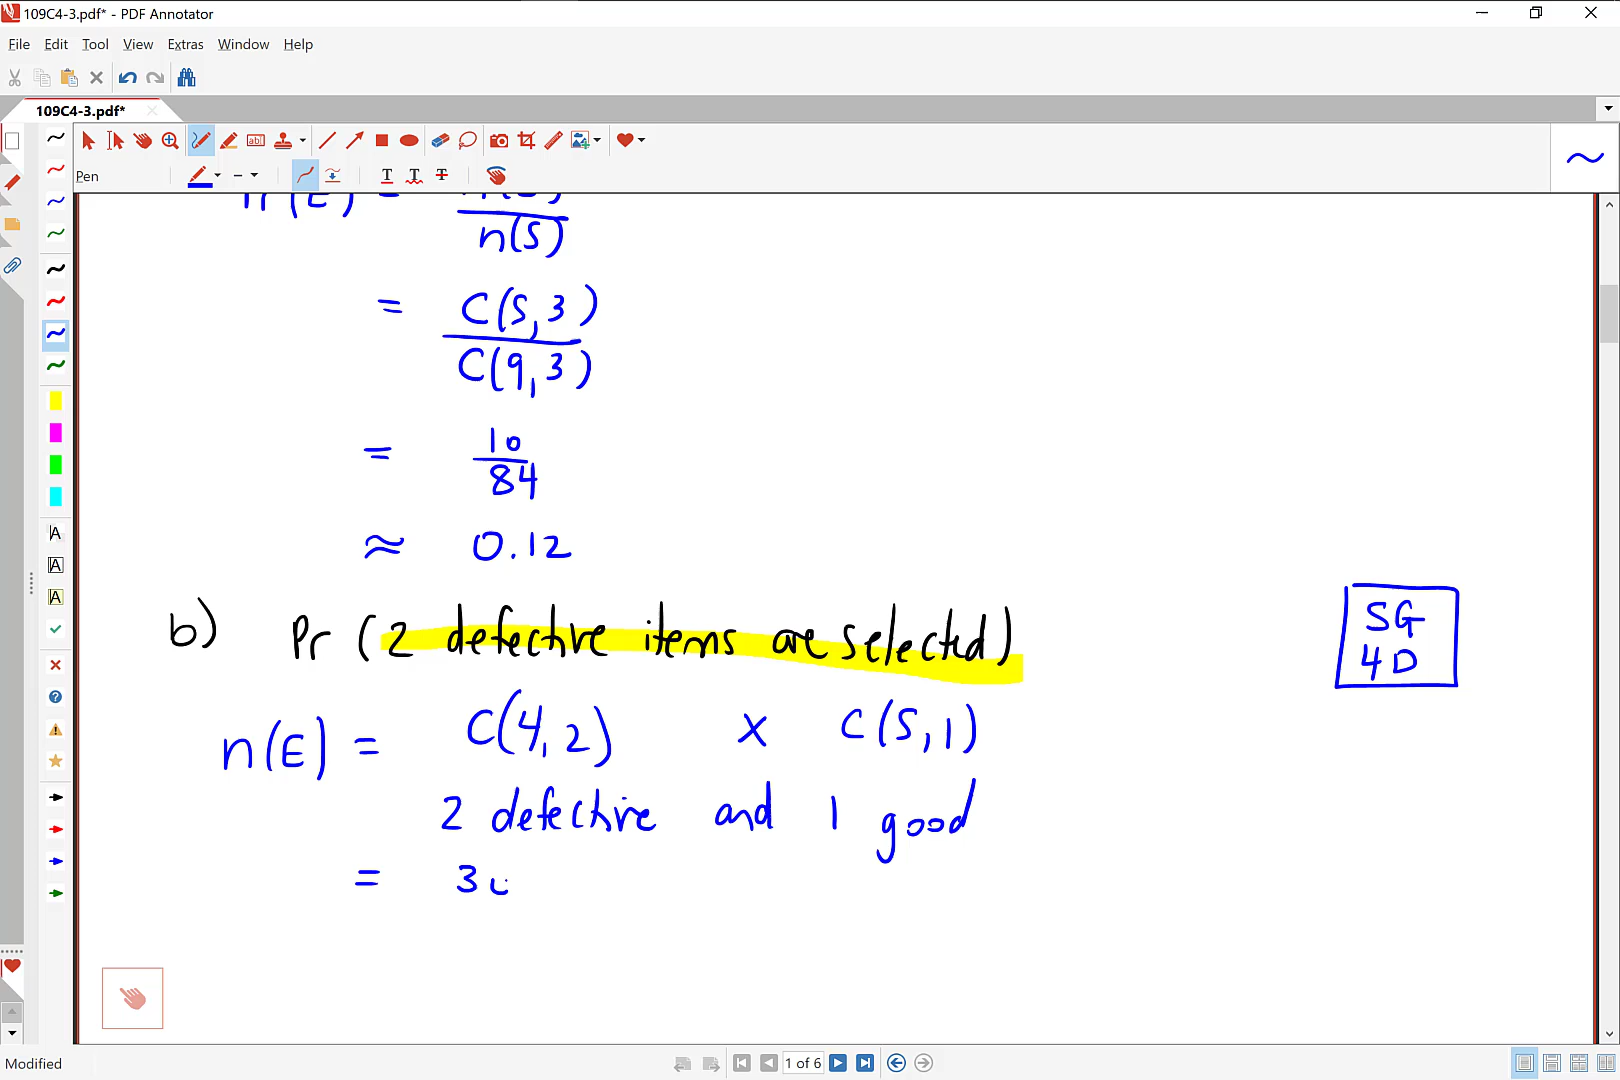 109C4-3.pdf* - PDF Annotator
File Edit Tool View Extras Window Help
109C4-3.pdf*
Pen
n(S)
= C(5,3)
C(9,3)
= 10
84
≈ 0.12
b) Pr (2 defective items are selected)
5G
4D
n(E) = C(4,2) x C(5,1)
2 defective and 1 good
= 3
Modified
1 of 6